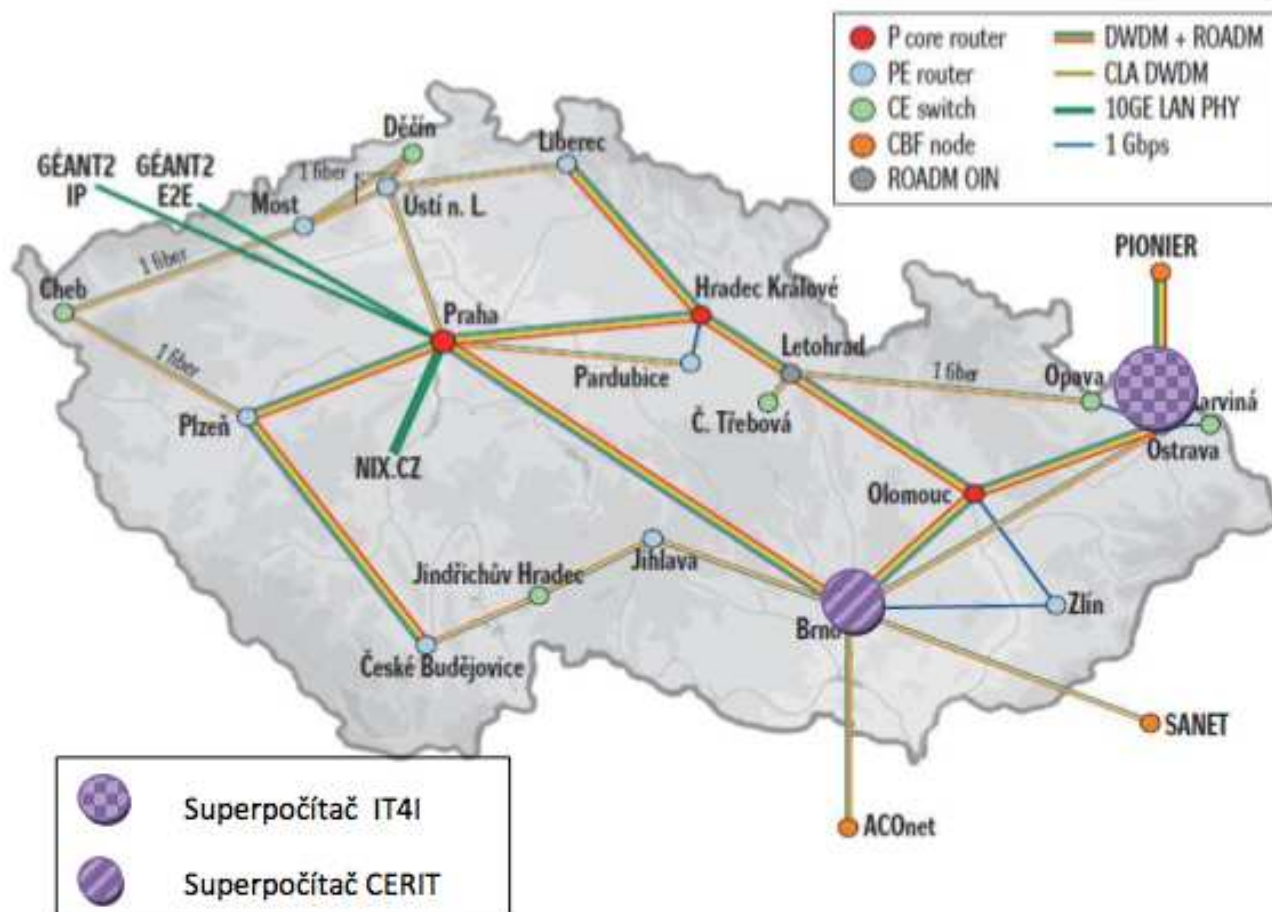 P core router
PE router
CE switch
CBF node
ROADM OIN
DWDM + ROADM
CLA DWDM
10GE LAN PHY
1 Gbps
GÉANT2
IP
GÉANT2
E2E
Děčín
Liberec
1 fiber
Most
Ustí n. L.
1 fiber
Cheb
PIONIER
Hradec Králové
Praha
Letohrad
1 fiber
Pardubice
1 fiber
Opava
arviná
Č. Třebová
Plzeň
Ostrava
NIX.CZ
Olomouc
Jihlava
Jindřichův Hradec
Zlín
Brno
České Budějovice
SANET
ACOnet
Superpočítač IT4I
Superpočítač CERIT